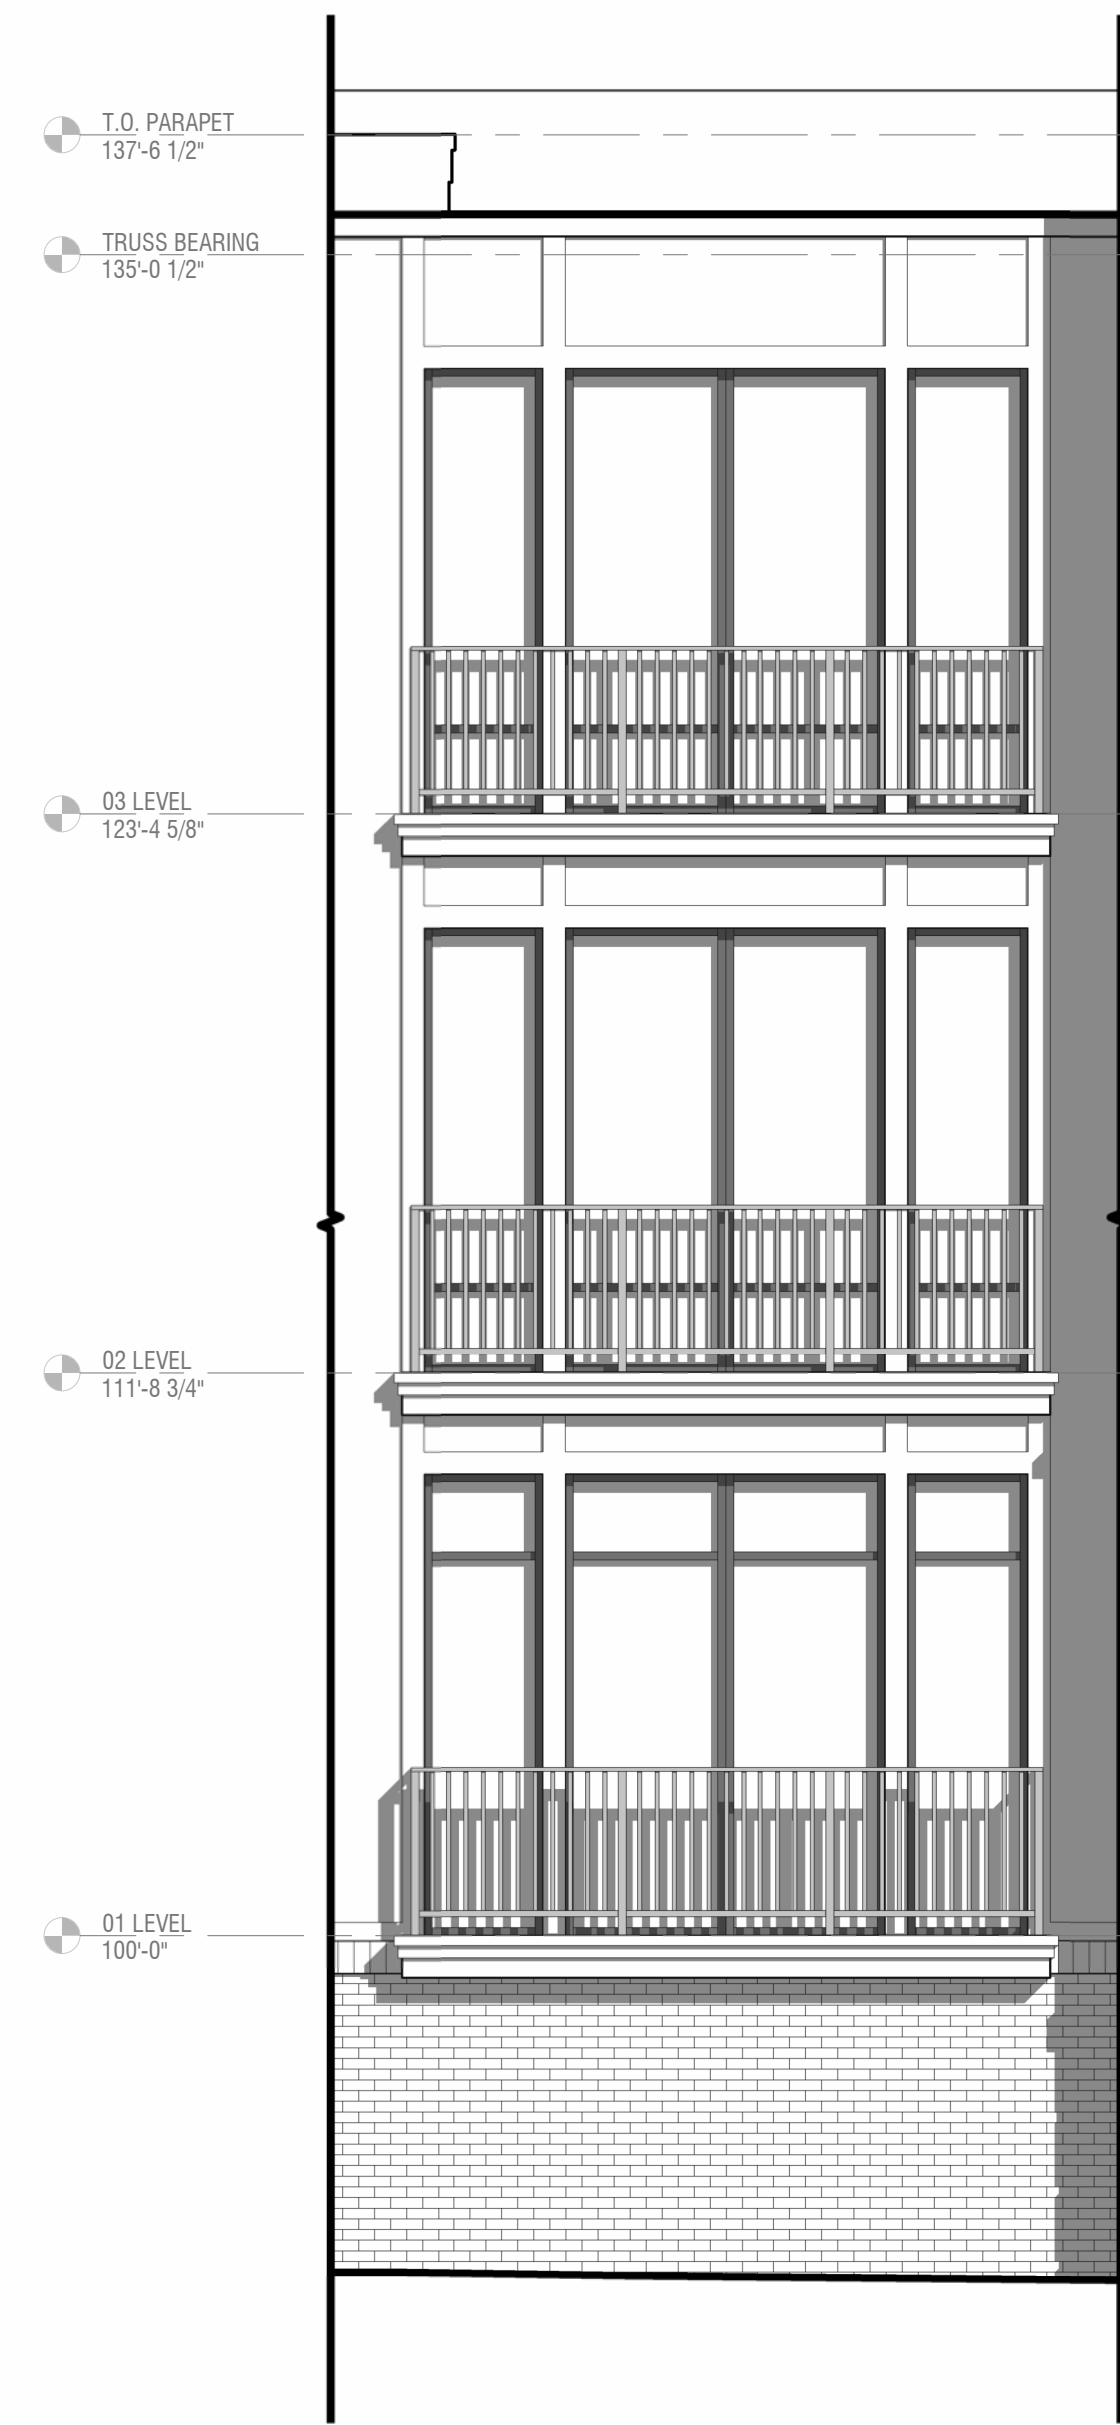 T.O. PARAPET
137'-6 1/2"
TRUSS BEARING
135'-0 1/2"
03 LEVEL
123'-4 5/8"
02 LEVEL
111'-8 3/4"
01 LEVEL
100'-0"